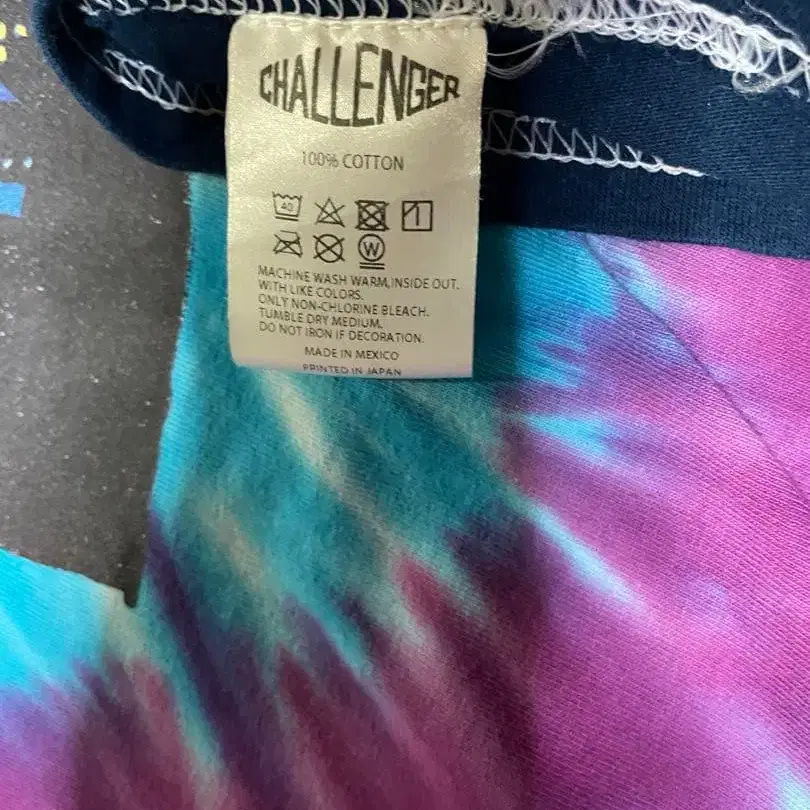 CHALLENGER
100% COTTON
40
W
MACHINE WASH WARM,INSIDE OUT.
WITH LIKE COLORS.
ONLY NON-CHLORINE BLEACH.
TUMBLE DRY MEDIUM.
DO NOT IRON IF DECORATION.
MADE IN MEXICO
PRINTED IN JAPAN